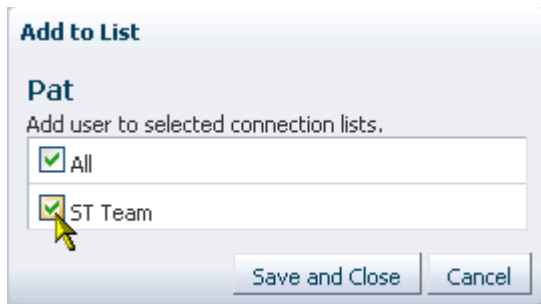 Add to List
Pat
Add user to selected connection lists.
All
ST Team
Save and Close Cancel